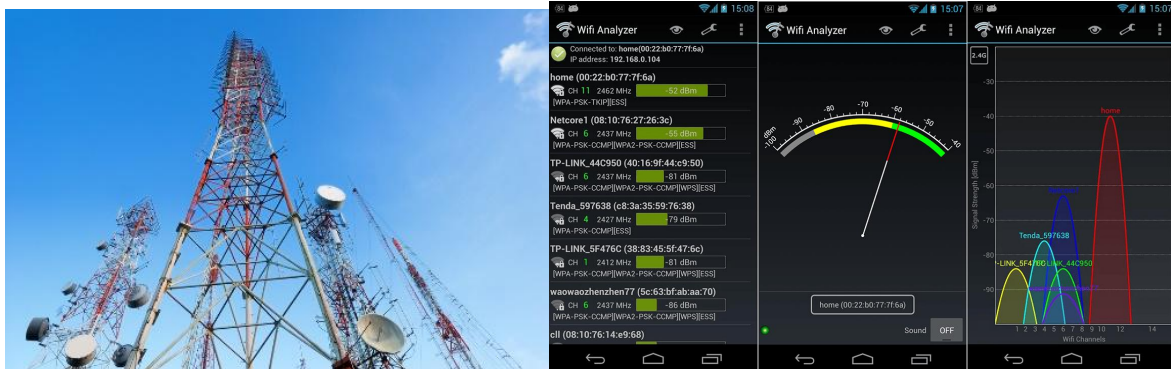 84
15:08
Wifi Analyzer
Connected to: home(00:22:b0:77:7f:6a)
IP address: 192.168.0.104
home (00:22:b0:77:7f:6a)
CH 11 2462 MHz -52 dBm
[WPA-PSK-TKIP][ESS]
Netcore1 (08:10:76:27:26:3c)
CH 6 2437 MHz -55 dBm
[WPA-PSK-CCMP][WPA2-PSK-CCMP][ESS]
TP-LINK_44C950 (40:16:9f:44:c9:50)
CH 6 2437 MHz -81 dBm
[WPA-PSK-CCMP][WPA2-PSK-CCMP][WPS][ESS]
Tenda_597638 (c8:3a:35:59:76:38)
CH 4 2427 MHz -79 dBm
[WPA-PSK-CCMP][ESS]
TP-LINK_5F476C (38:83:45:5f:47:6c)
CH 1 2412 MHz -81 dBm
[WPA-PSK-CCMP][WPA2-PSK-CCMP][WPS][ESS]
waowaozhenzhen77 (5c:63:bf:ab:aa:70)
CH 6 2437 MHz -86 dBm
[WPA-PSK-CCMP][WPA2-PSK-CCMP][WPS][ESS]
cll (08:10:76:14:e9:68)
84
15:07
Wifi Analyzer
dBm
-100 -90 -80 -70 -60 -50 -40
home (00:22:b0:77:7f:6a)
Sound OFF
84
15:07
Wifi Analyzer
2.4G
Signal Strength [dBm]
-30
-40
-50
-60
-70
-80
-90
home
Tenda_597638
-LINK_5F476C
LINK_44C950
1 2 3 4 5 6 7 8 9 10 12 14
Wifi Channels